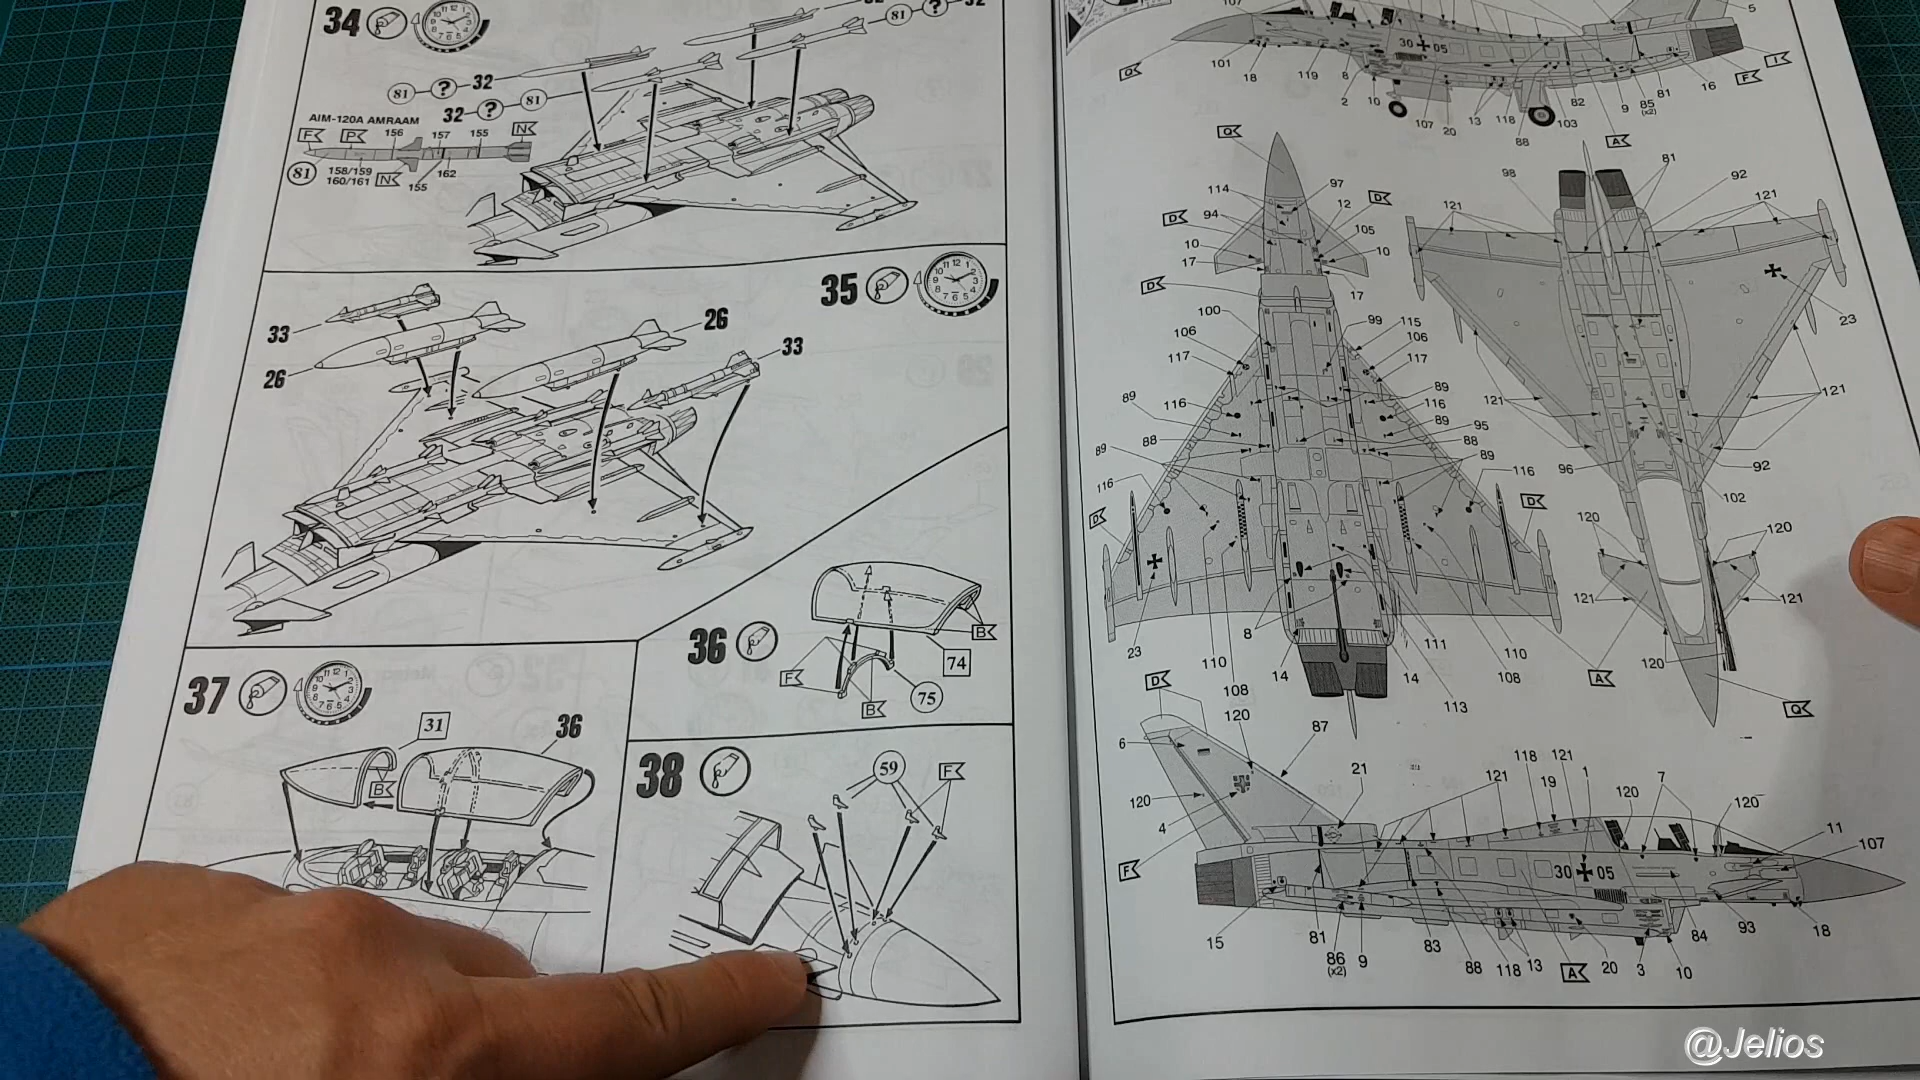 34
81 ? 32
81 ? 32
32 ? 81
AIM-120A AMRAAM
F P 156 157 155 N
81
158/159 162
160/161 N 155
35
33
26
26
33
36
B
74
F
75
B
37
31
36
B
38
59
F
107
5
30 05
Q 101 18 119 8
2 10 107 20 13 118 88 103 82 9 85 81 16 F I
(x2)
A
Q
114 97
D 94 12 D
105
10 10
17 17
D
100 99 115
106 106
117 117
89 89
116 116
89
88 95
88
89 89
116 116
D D
23
8
14
110
108
111
14
113
110
108
98 81 92
121 121
23
121 121
96 92
102
120 120
121 121
120
A
Q
D
120 87
6
120
4
F
21
121 118 19 121 1 120 7 120
11
107
30 05
15 81 86 9 83 88 118 13 A 20 3 10 84 93 18
(x2)
@Jelios